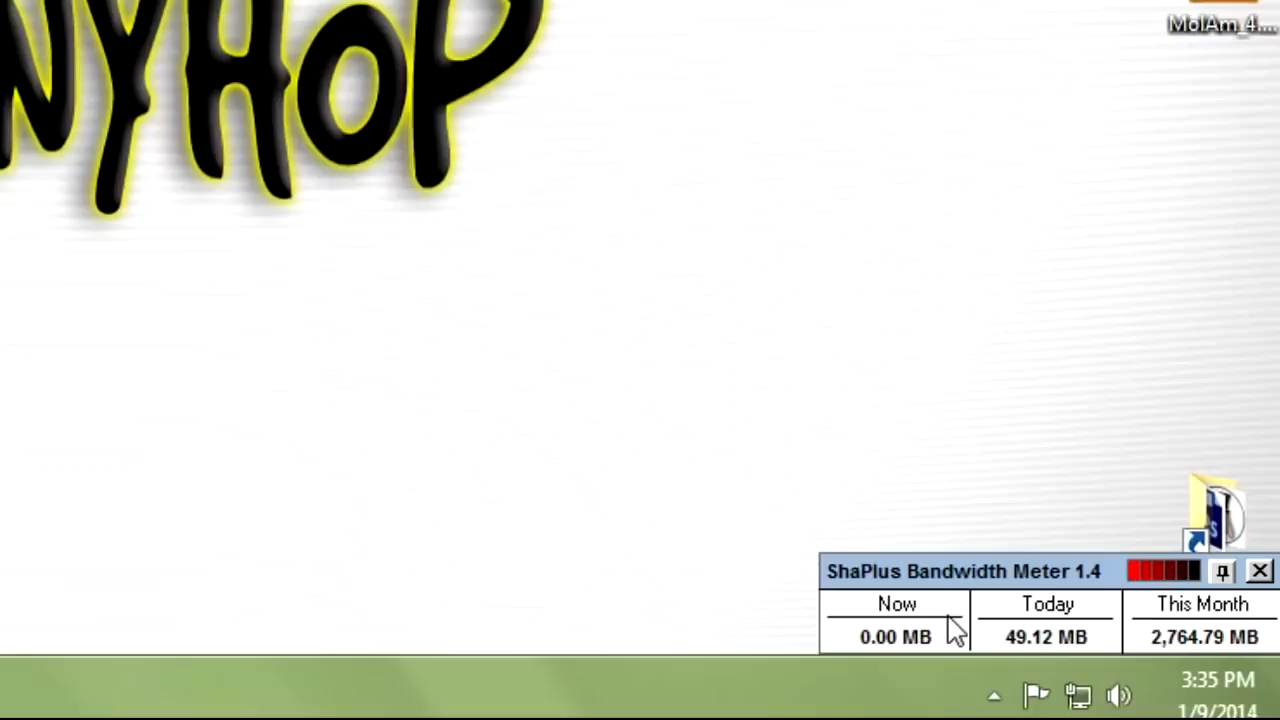 NYHOP
MolAm_4....
ShaPlus Bandwidth Meter 1.4
Now Today This Month
0.00 MB 49.12 MB 2,764.79 MB
3:35 PM
1/9/2014